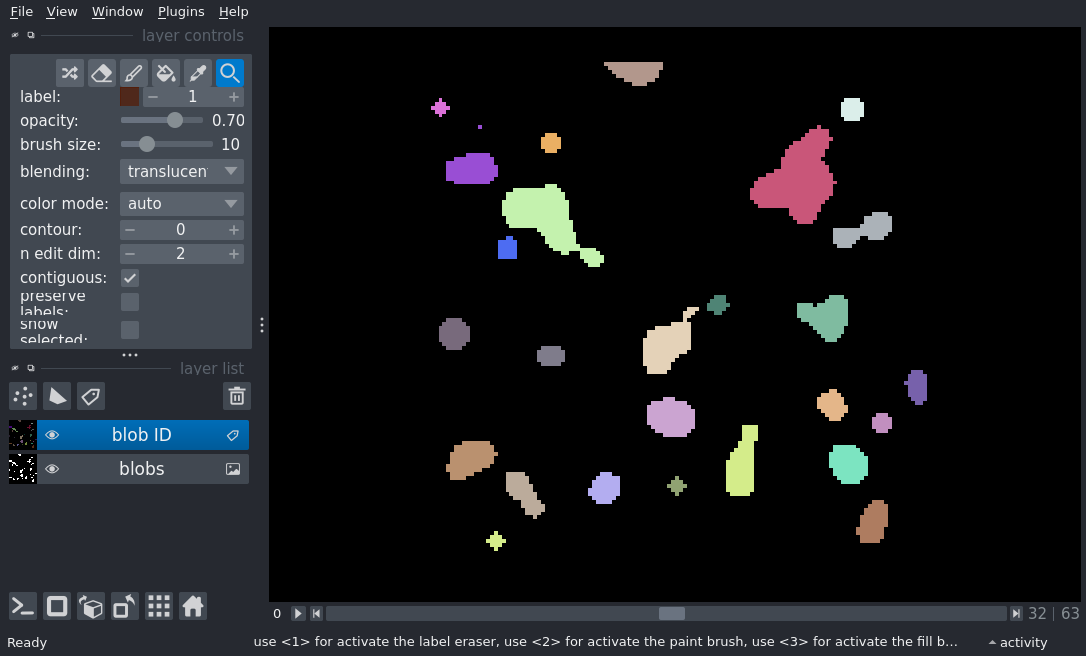 File View Window Plugins Help
layer controls
label: 1
opacity: 0.70
brush size: 10
blending: translucen
color mode: auto
contour: 0
n edit dim: 2
contiguous:
preserve
labels:
show
selected:
layer list
blob ID
blobs
0 32 | 63
Ready use <1> for activate the label eraser, use <2> for activate the paint brush, use <3> for activate the fill b... activity